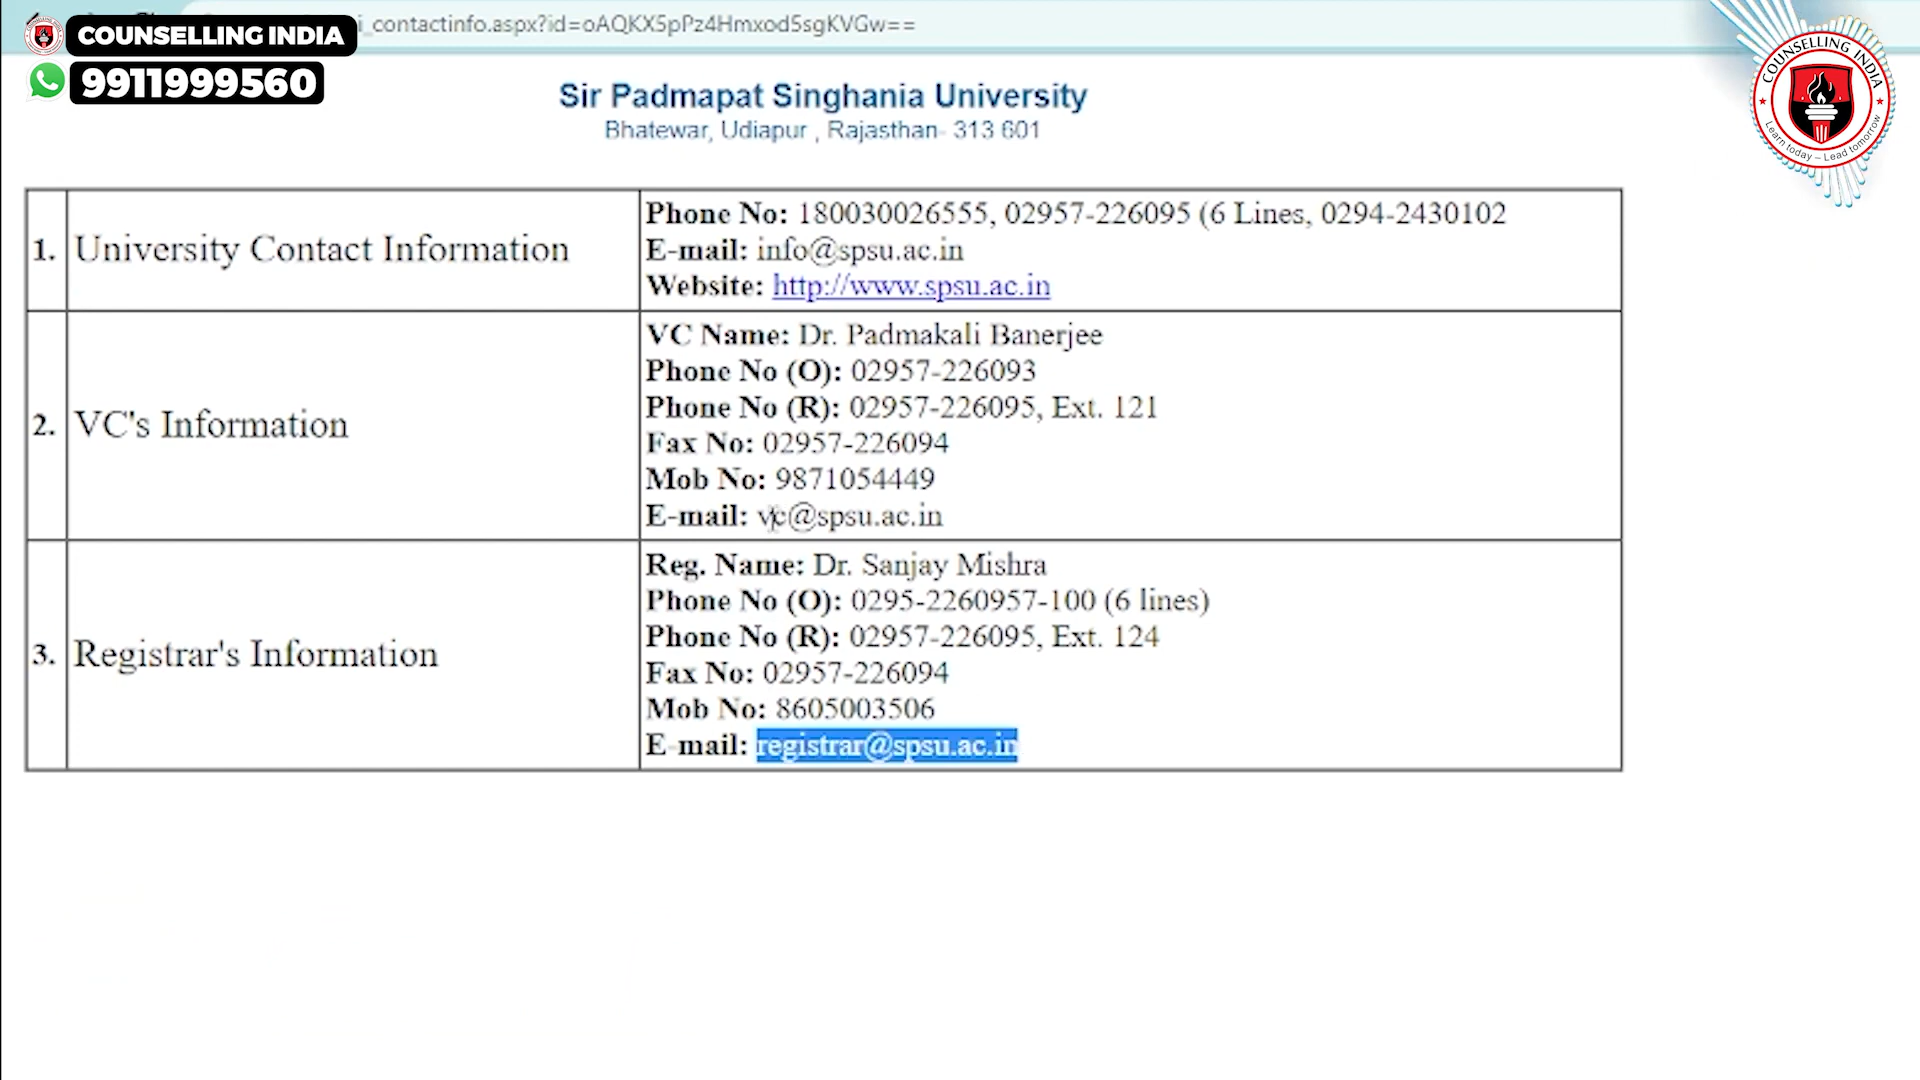 COUNSELLING INDIA
i_contactinfo.aspx?id=oAQKX5pPz4Hmxod5sgKVGw==
9911999560
COUNSELLING INDIA
Learn today – Lead tomorrow
Sir Padmapat Singhania University
Bhatewar, Udiapur , Rajasthan- 313 601
1. University Contact Information
Phone No: 180030026555, 02957-226095 (6 Lines, 0294-2430102
E-mail: info@spsu.ac.in
Website: http://www.spsu.ac.in
2. VC's Information
VC Name: Dr. Padmakali Banerjee
Phone No (O): 02957-226093
Phone No (R): 02957-226095, Ext. 121
Fax No: 02957-226094
Mob No: 9871054449
E-mail: vc@spsu.ac.in
3. Registrar's Information
Reg. Name: Dr. Sanjay Mishra
Phone No (O): 0295-2260957-100 (6 lines)
Phone No (R): 02957-226095, Ext. 124
Fax No: 02957-226094
Mob No: 8605003506
E-mail: registrar@spsu.ac.in